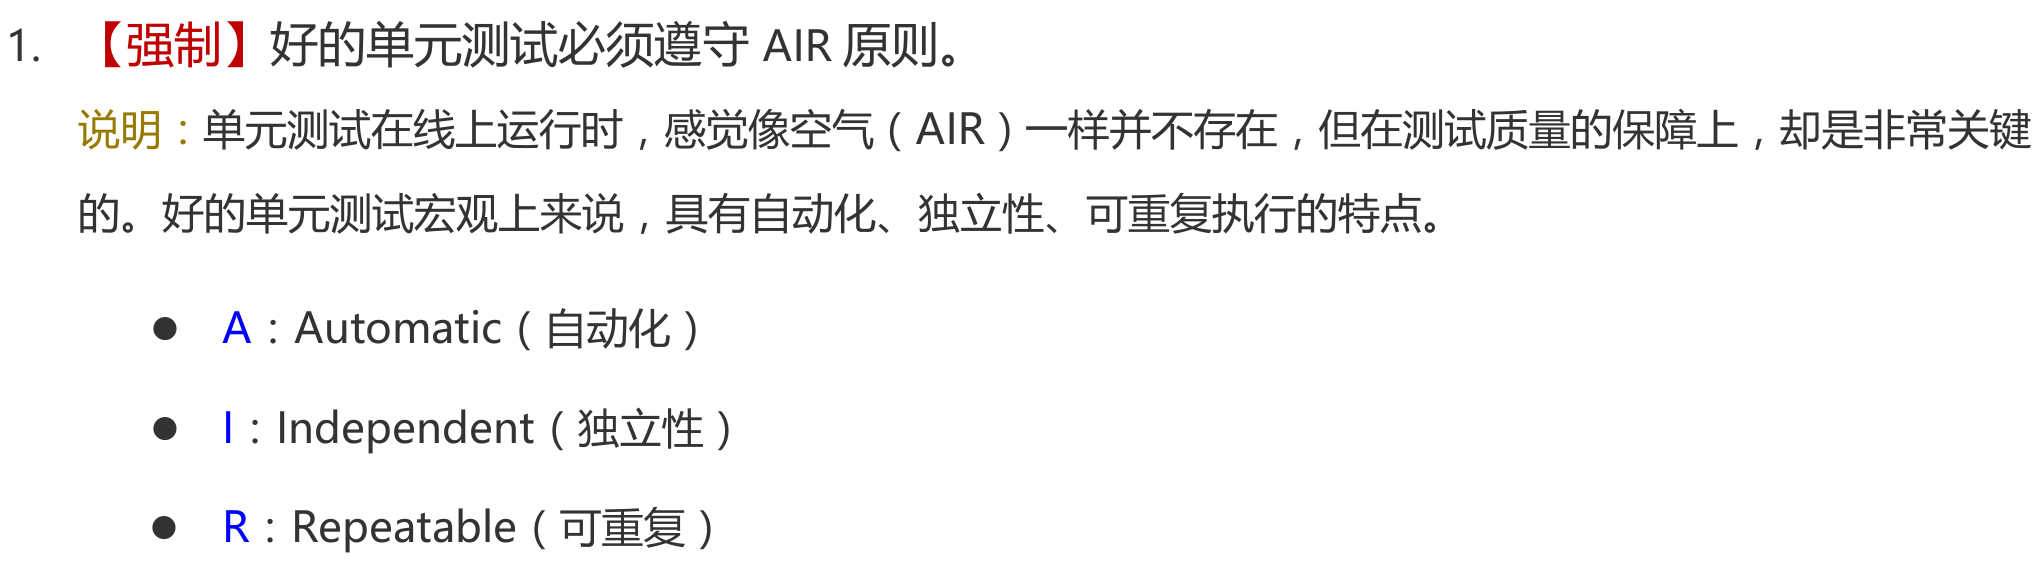 1. 【强制】好的单元测试必须遵守 AIR 原则。
说明：单元测试在线上运行时，感觉像空气（AIR）一样并不存在，但在测试质量的保障上，却是非常关键
的。好的单元测试宏观上来说，具有自动化、独立性、可重复执行的特点。
● A：Automatic（自动化）
● I：Independent（独立性）
● R：Repeatable（可重复）